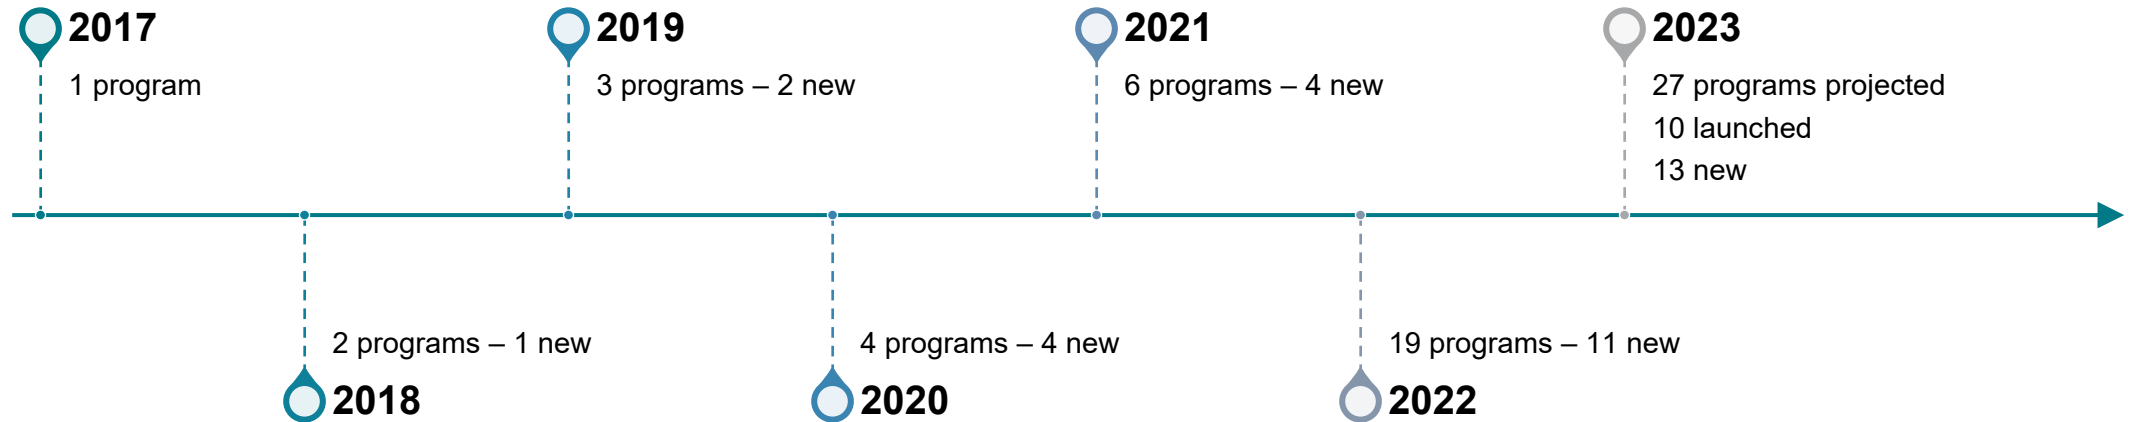 2017
1 program
2019
3 programs – 2 new
2021
6 programs – 4 new
2023
27 programs projected
10 launched
13 new
2 programs – 1 new
2018
4 programs – 4 new
2020
19 programs – 11 new
2022